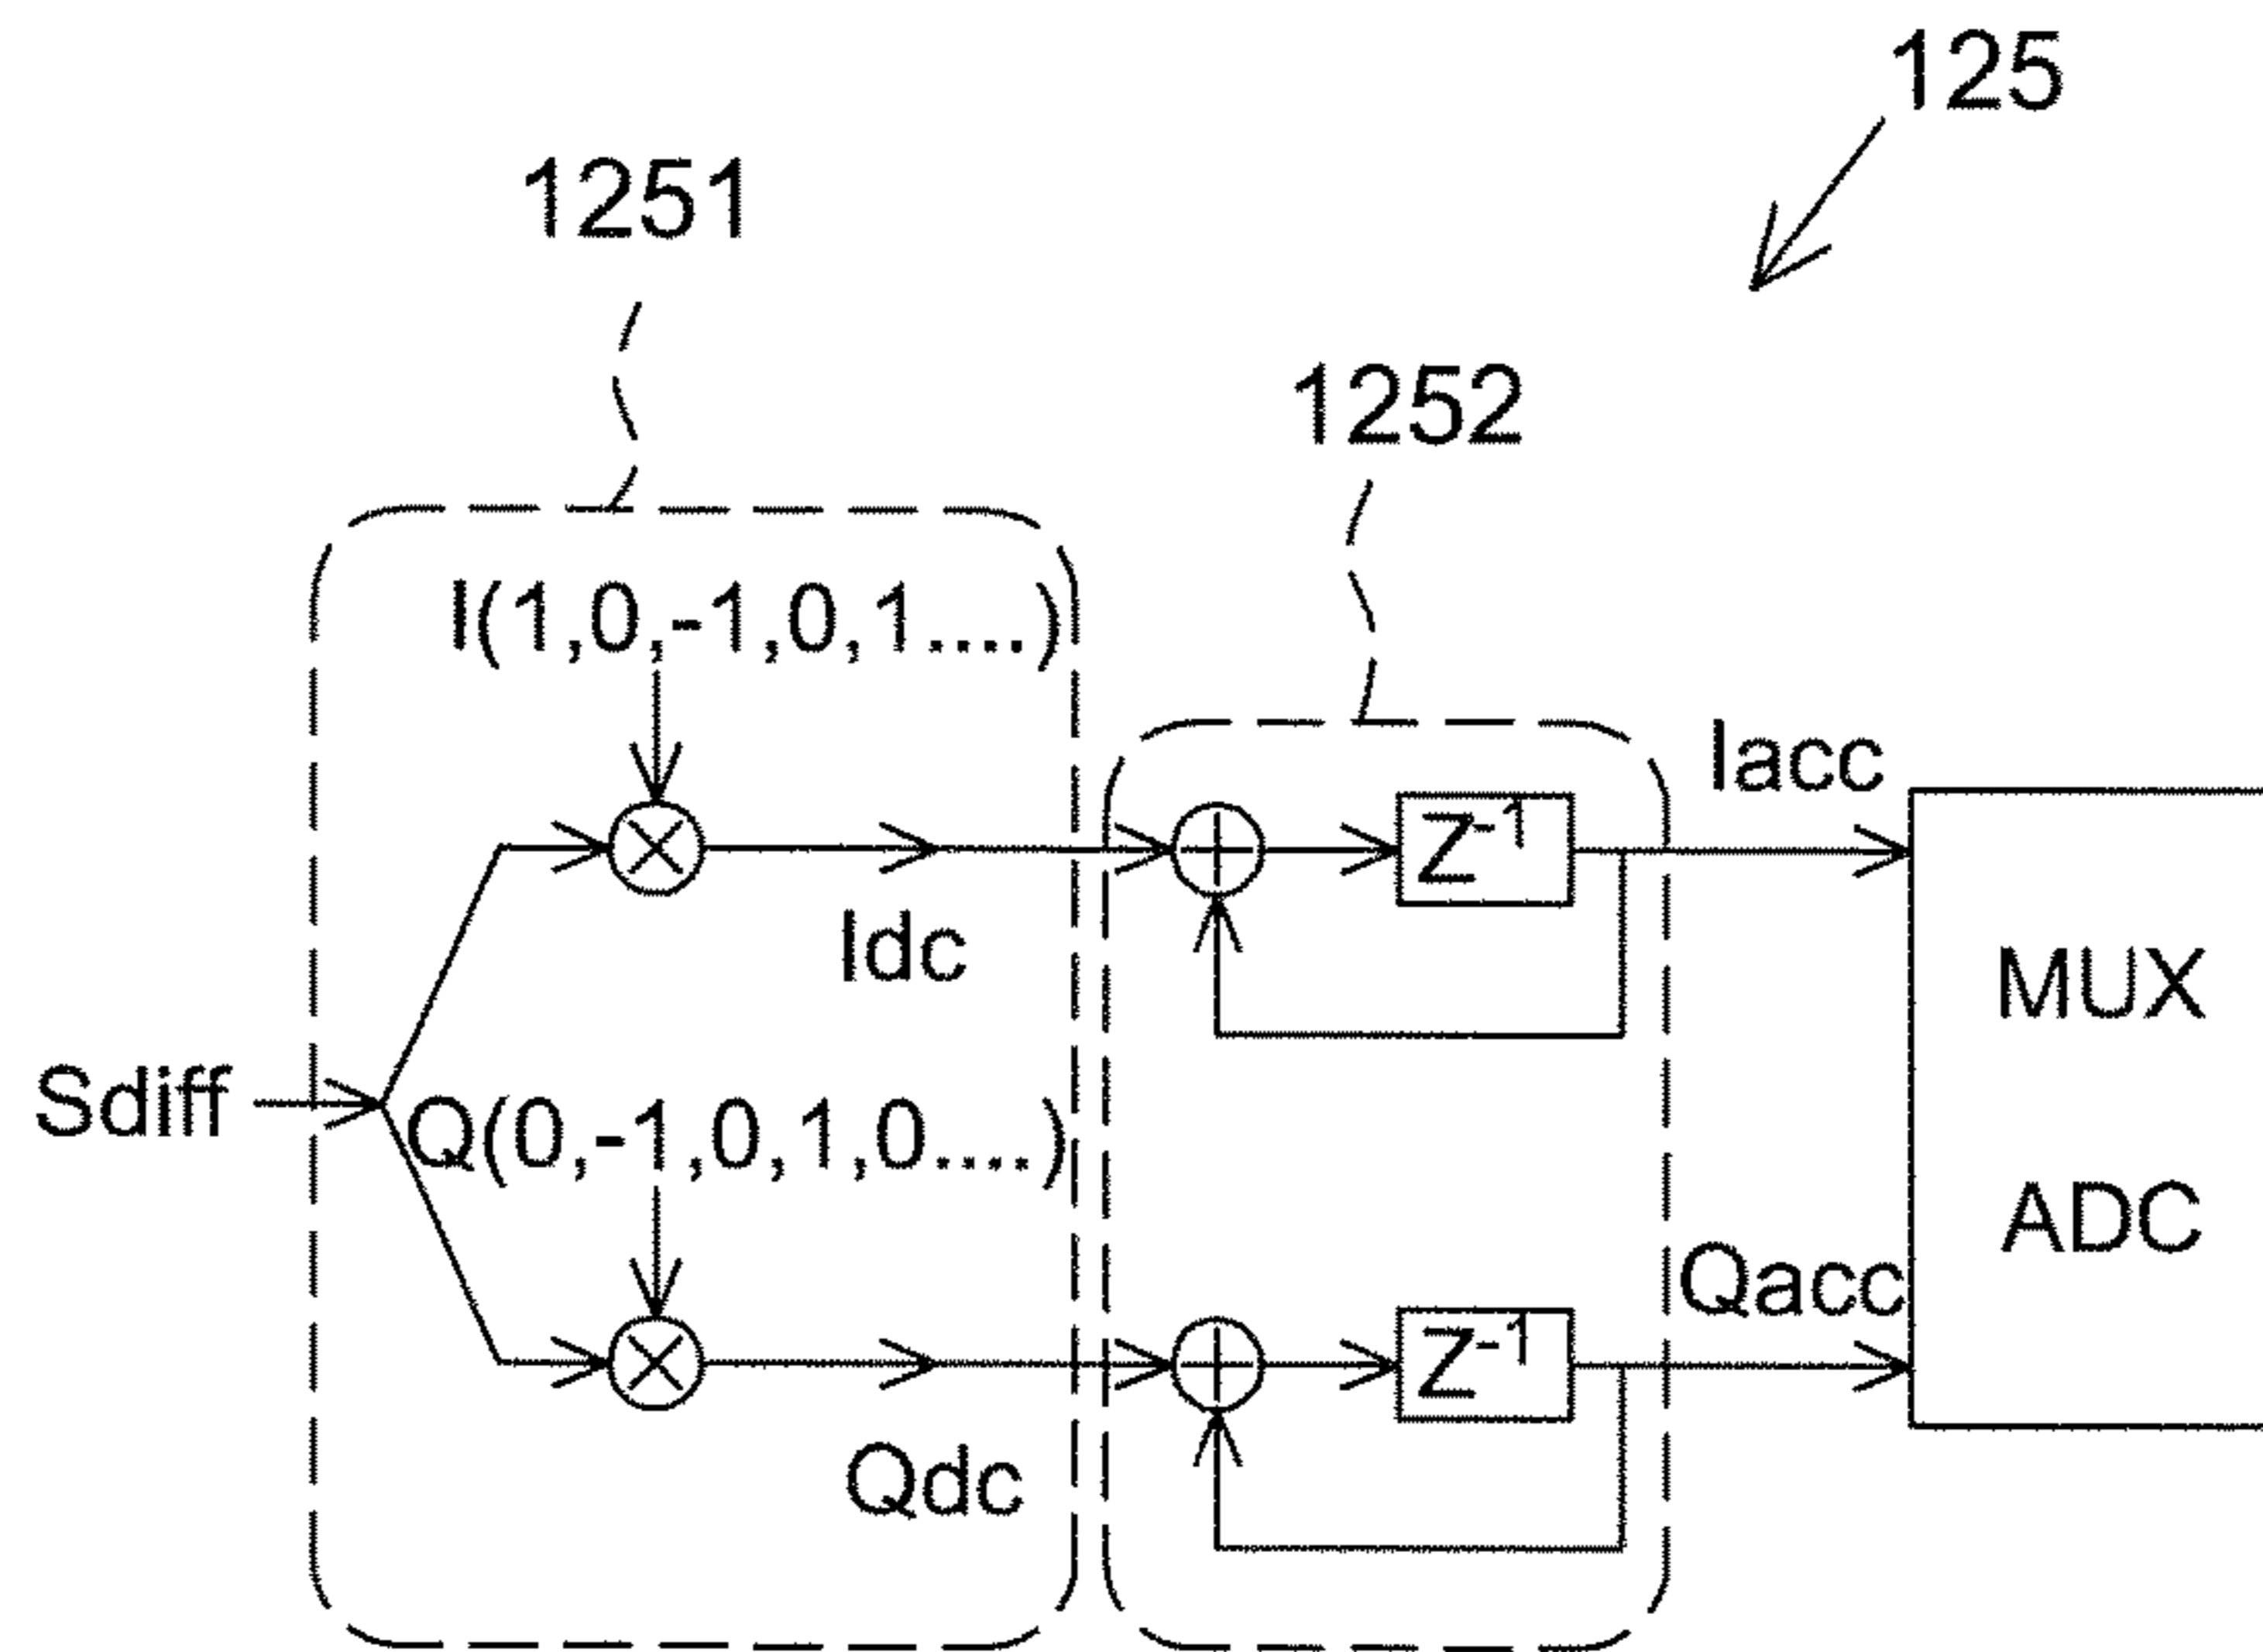 125
1251
1252
I(1,0,-1,0,1....)
Iacc
Z-1
Idc
MUX
Sdiff
Q(0,-1,0,1,0....)
ADC
Qacc
Z-1
Qdc